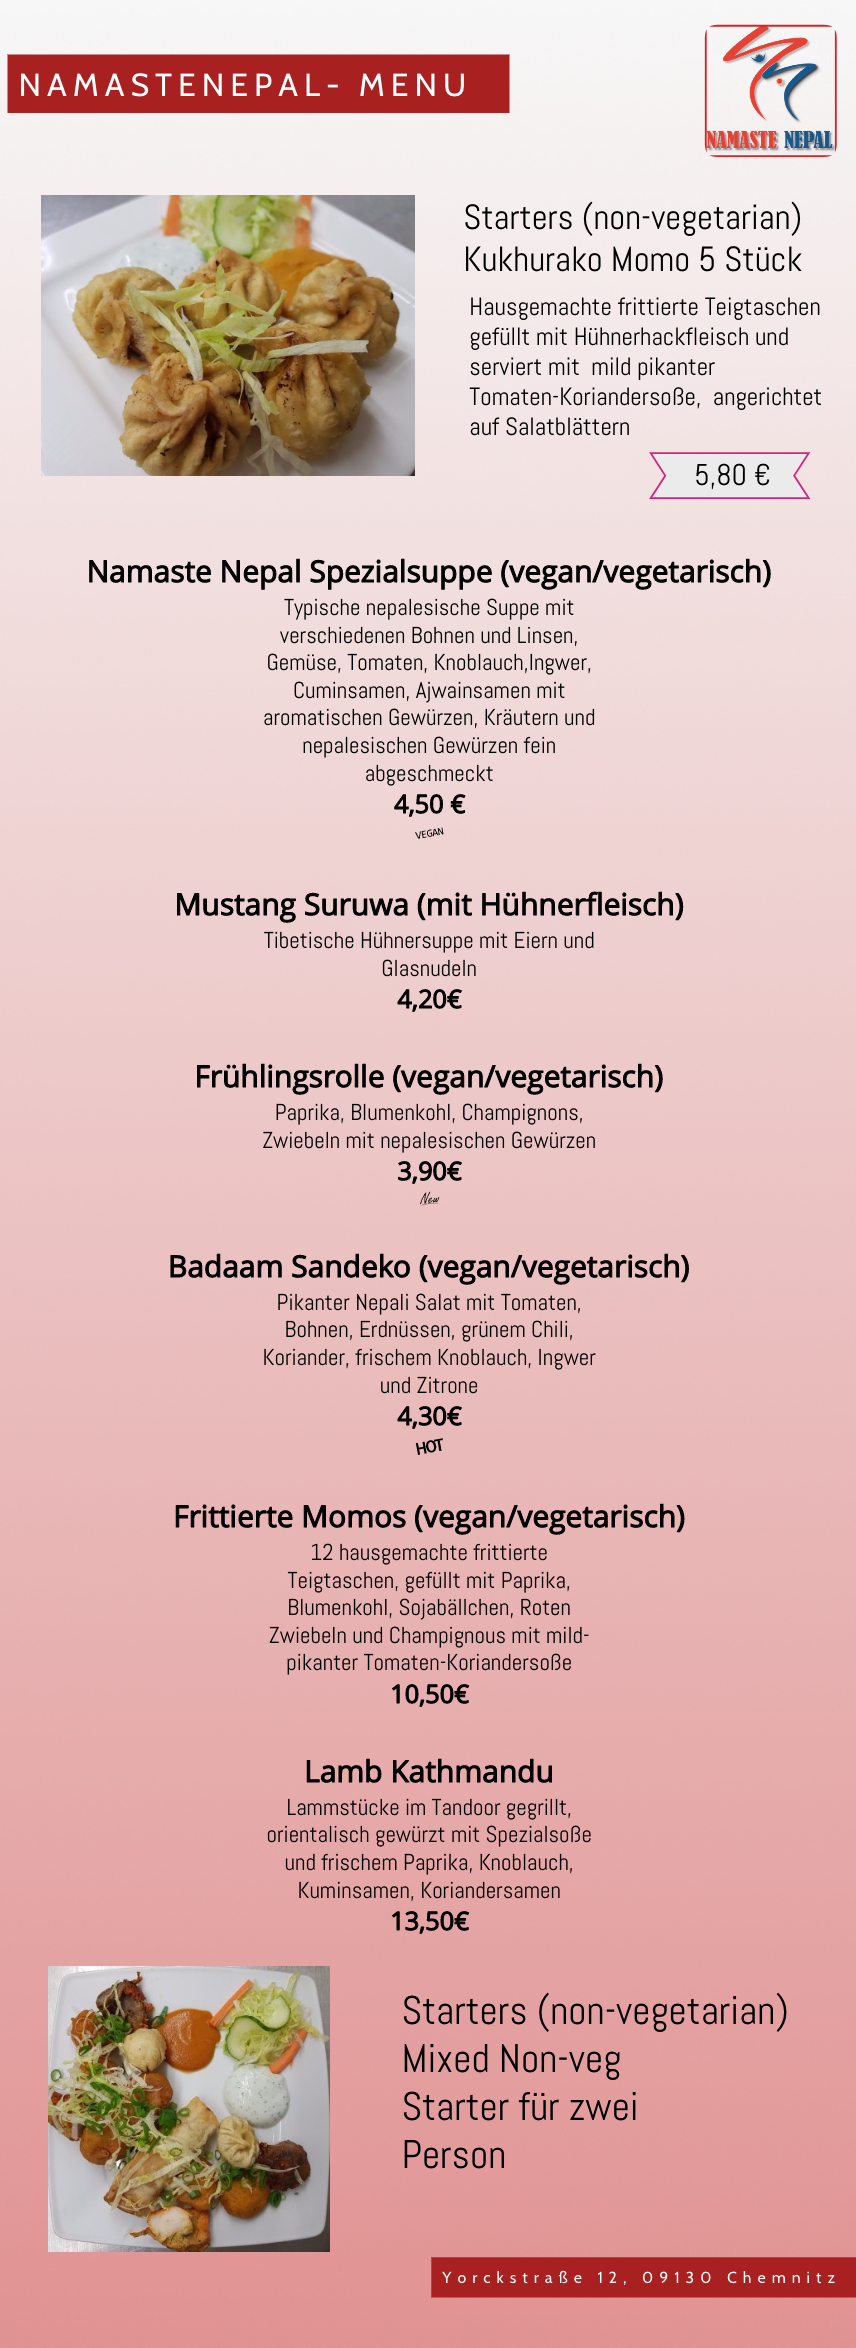 NAMASTENEPAL- MENU
NAMASTE NEPAL
Starters (non-vegetarian)
Kukhurako Momo 5 Stück
Hausgemachte frittierte Teigtaschen
gefüllt mit Hühnerhackfleisch und
serviert mit mild pikanter
Tomaten-Koriandersoße, angerichtet
auf Salatblättern
5,80 €
Namaste Nepal Spezialsuppe (vegan/vegetarisch)
Typische nepalesische Suppe mit
verschiedenen Bohnen und Linsen,
Gemüse, Tomaten, Knoblauch,Ingwer,
Cuminsamen, Ajwainsamen mit
aromatischen Gewürzen, Kräutern und
nepalesischen Gewürzen fein
abgeschmeckt
4,50 €
VEGAN
Mustang Suruwa (mit Hühnerfleisch)
Tibetische Hühnersuppe mit Eiern und
Glasnudeln
4,20€
Frühlingsrolle (vegan/vegetarisch)
Paprika, Blumenkohl, Champignons,
Zwiebeln mit nepalesischen Gewürzen
3,90€
New
Badaam Sandeko (vegan/vegetarisch)
Pikanter Nepali Salat mit Tomaten,
Bohnen, Erdnüssen, grünem Chili,
Koriander, frischem Knoblauch, Ingwer
und Zitrone
4,30€
HOT
Frittierte Momos (vegan/vegetarisch)
12 hausgemachte frittierte
Teigtaschen, gefüllt mit Paprika,
Blumenkohl, Sojabällchen, Roten
Zwiebeln und Champignous mit mild-
pikanter Tomaten-Koriandersoße
10,50€
Lamb Kathmandu
Lammstücke im Tandoor gegrillt,
orientalisch gewürzt mit Spezialsoße
und frischem Paprika, Knoblauch,
Kuminsamen, Koriandersamen
13,50€
Starters (non-vegetarian)
Mixed Non-veg
Starter für zwei
Person
Yorckstraße 12, 09130 Chemnitz